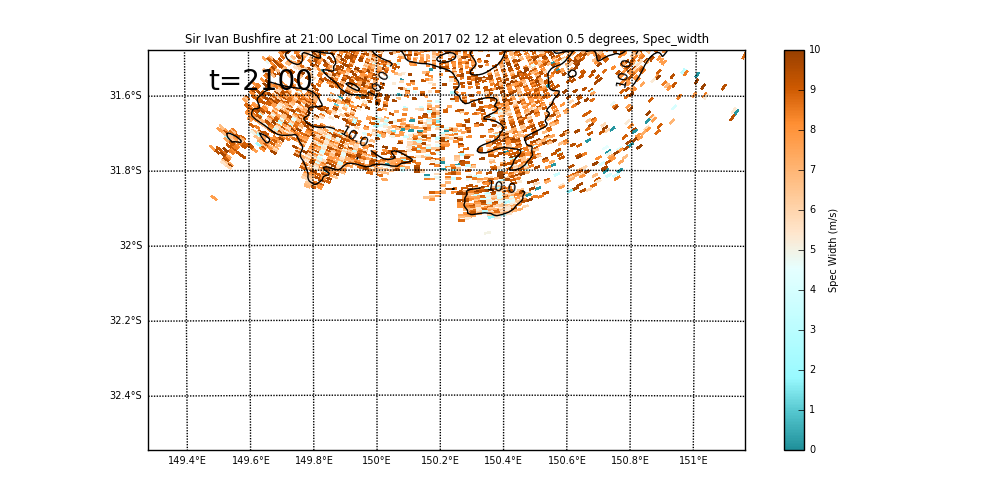 Sir Ivan Bushfire at 21:00 Local Time on 2017 02 12 at elevation 0.5 degrees, Spec_width
t=2100
31.6°S
31.8°S
32°S
32.2°S
32.4°S
10.0
10.0
10.0
149.4°E 149.6°E 149.8°E 150°E 150.2°E 150.4°E 150.6°E 150.8°E 151°E
10
9
8
7
6
5
4
3
2
1
0
Spec Width (m/s)